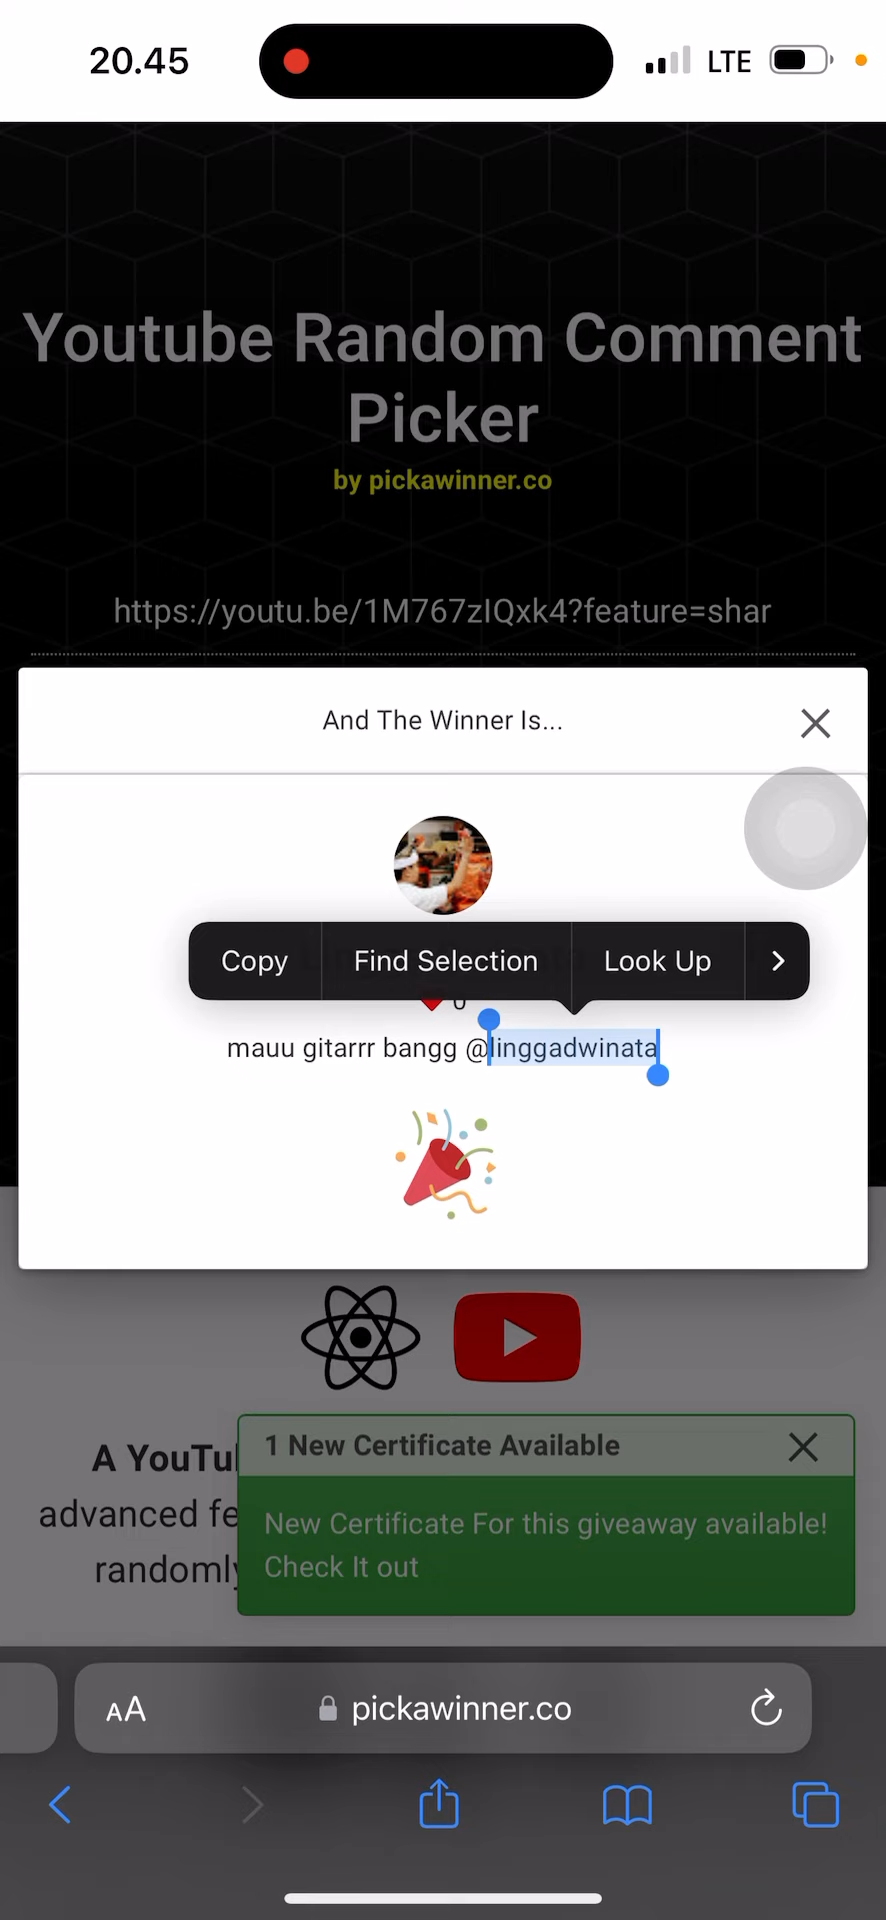 20.45
LTE
Youtube Random Comment
Picker
by pickawinner.co
https://youtu.be/1M767zIQxk4?feature=shar
And The Winner Is...
Copy
Find Selection
Look Up
0
mauu gitarrr bangg @linggadwinata
A YouTu
advanced fe
randomly
1 New Certificate Available
New Certificate For this giveaway available!
Check It out
AA
pickawinner.co